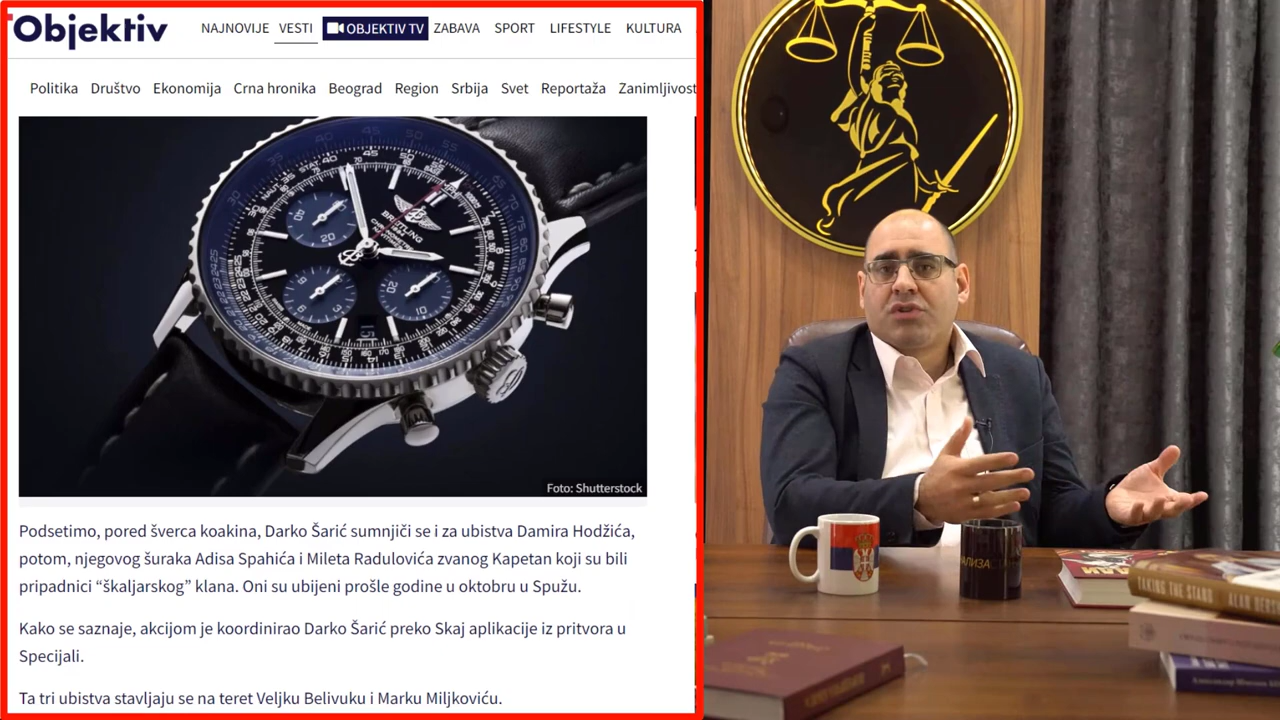 Objektiv
NAJNOVIJE VESTI OBJEKTIV TV ZABAVA SPORT LIFESTYLE KULTURA
Politika Društvo Ekonomija Crna hronika Beograd Region Srbija Svet Reportaža Zanimljivost
BREITLING
Foto: Shutterstock
Podsetimo, pored šverca koakina, Darko Šarić sumnjiči se i za ubistva Damira Hodžića,
potom, njegovog šuraka Adisa Spahića i Mileta Radulovića zvanog Kapetan koji su bili
pripadnici “škaljarskog” klana. Oni su ubijeni prošle godine u oktobru u Spužu.
Kako se saznaje, akcijom je koordinirao Darko Šarić preko Skaj aplikacije iz pritvora u
Specijali.
Ta tri ubistva stavljaju se na teret Veljku Belivuku i Marku Miljkoviću.
АЛИЗА
TAKING THE STAND